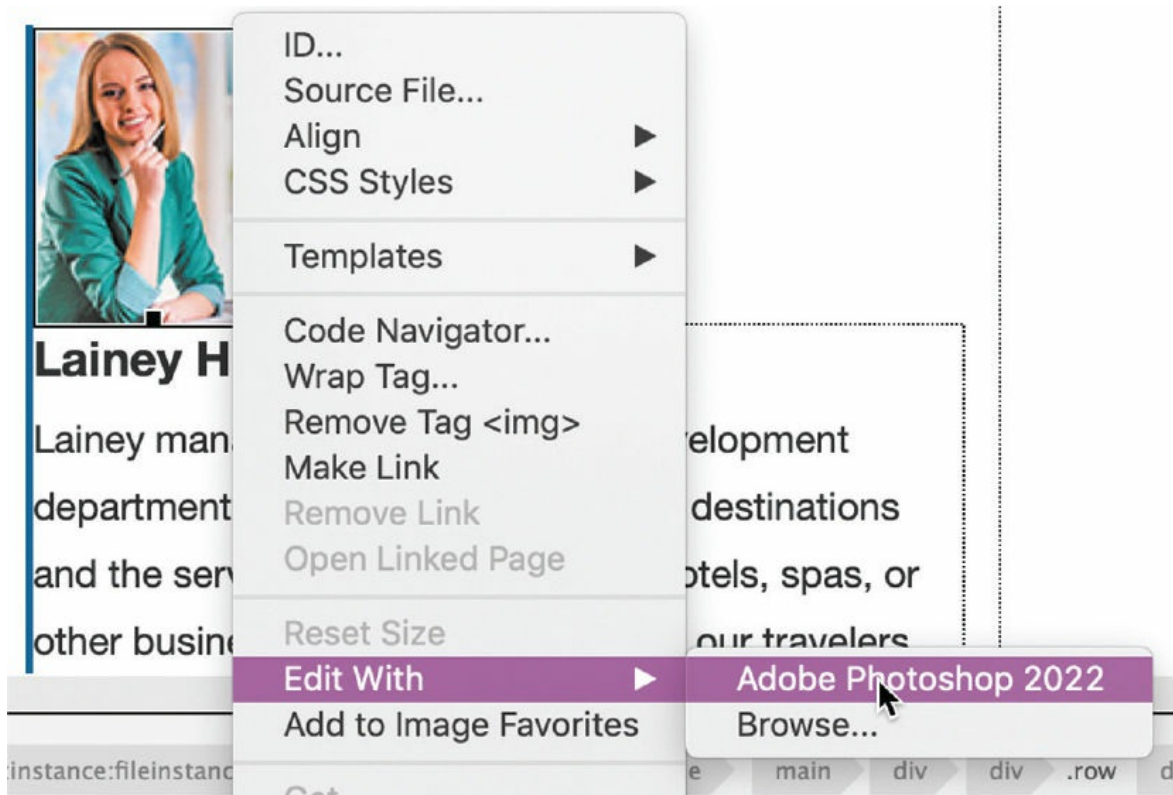 ID...
Source File...
Align
CSS Styles
Templates
Code Navigator...
Wrap Tag...
Remove Tag <img>
Make Link
Remove Link
Open Linked Page
Reset Size
Edit With
Add to Image Favorites
Adobe Photoshop 2022
Browse...
Lainey H
Lainey man velopment
department destinations
and the serv otels, spas, or
other busine our travelers
instance:fileinstanc e main div div .row d